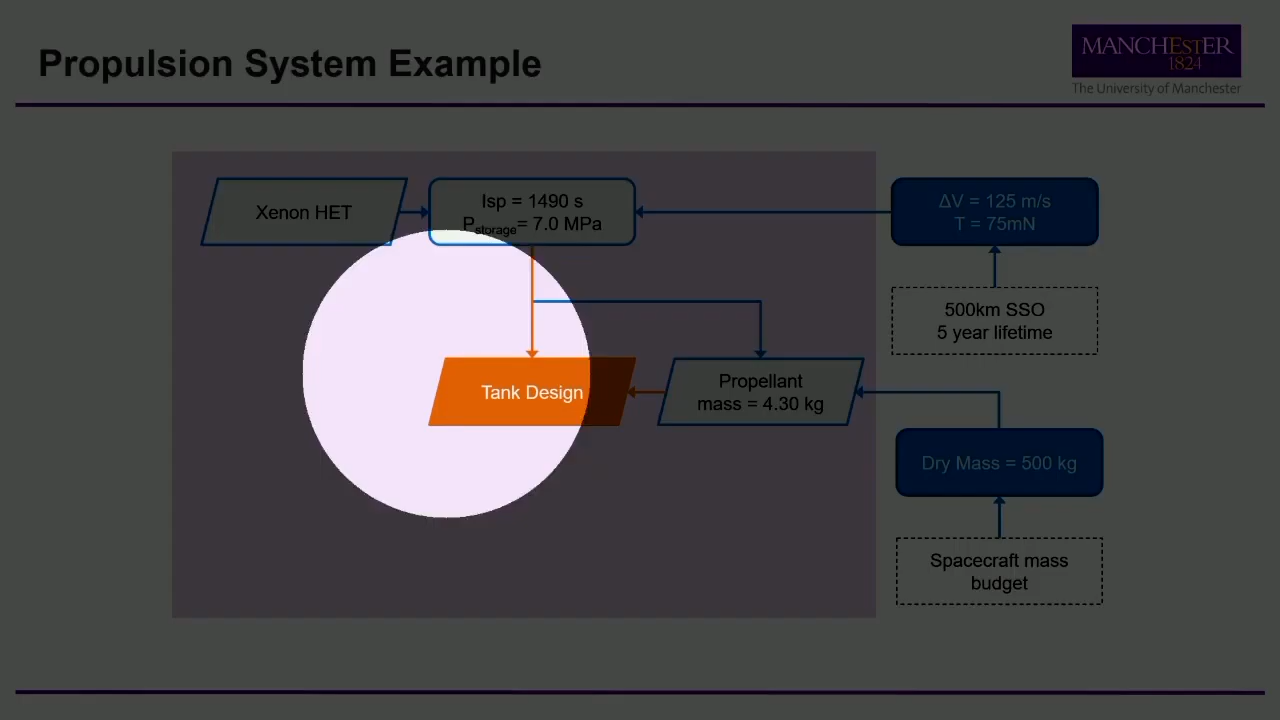 Propulsion System Example
MANCHESTER
1824
The University of Manchester
Xenon HET
Isp = 1490 s
Pstorage= 7.0 MPa
ΔV = 125 m/s
T = 75mN
500km SSO
5 year lifetime
Tank Design
Propellant
mass = 4.30 kg
Dry Mass = 500 kg
Spacecraft mass
budget